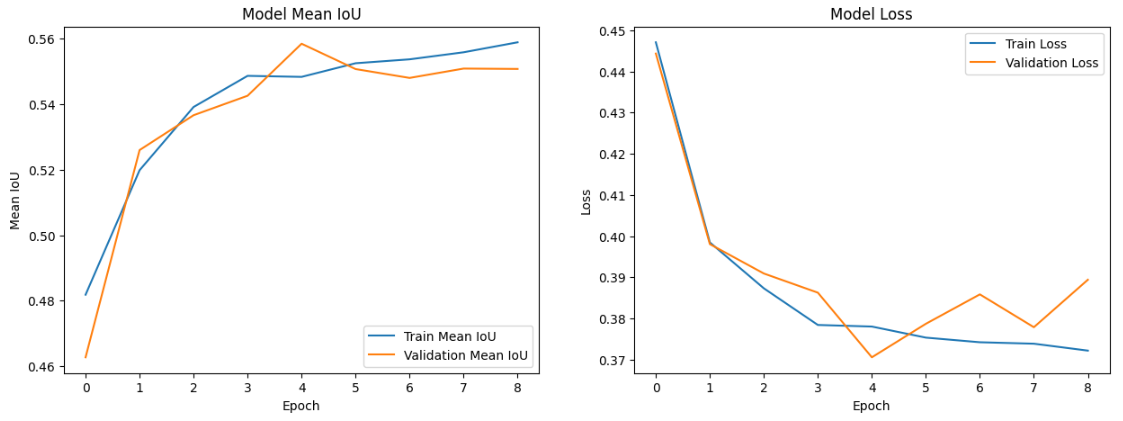 Model Mean IoU
0.56
0.54
0.52
0.50
0.48
0.46
Mean IoU
Train Mean IoU
Validation Mean IoU
0 1 2 3 4 5 6 7 8
Epoch
Model Loss
0.45
0.44
0.43
0.42
0.41
0.40
0.39
0.38
0.37
Loss
Train Loss
Validation Loss
0 1 2 3 4 5 6 7 8
Epoch